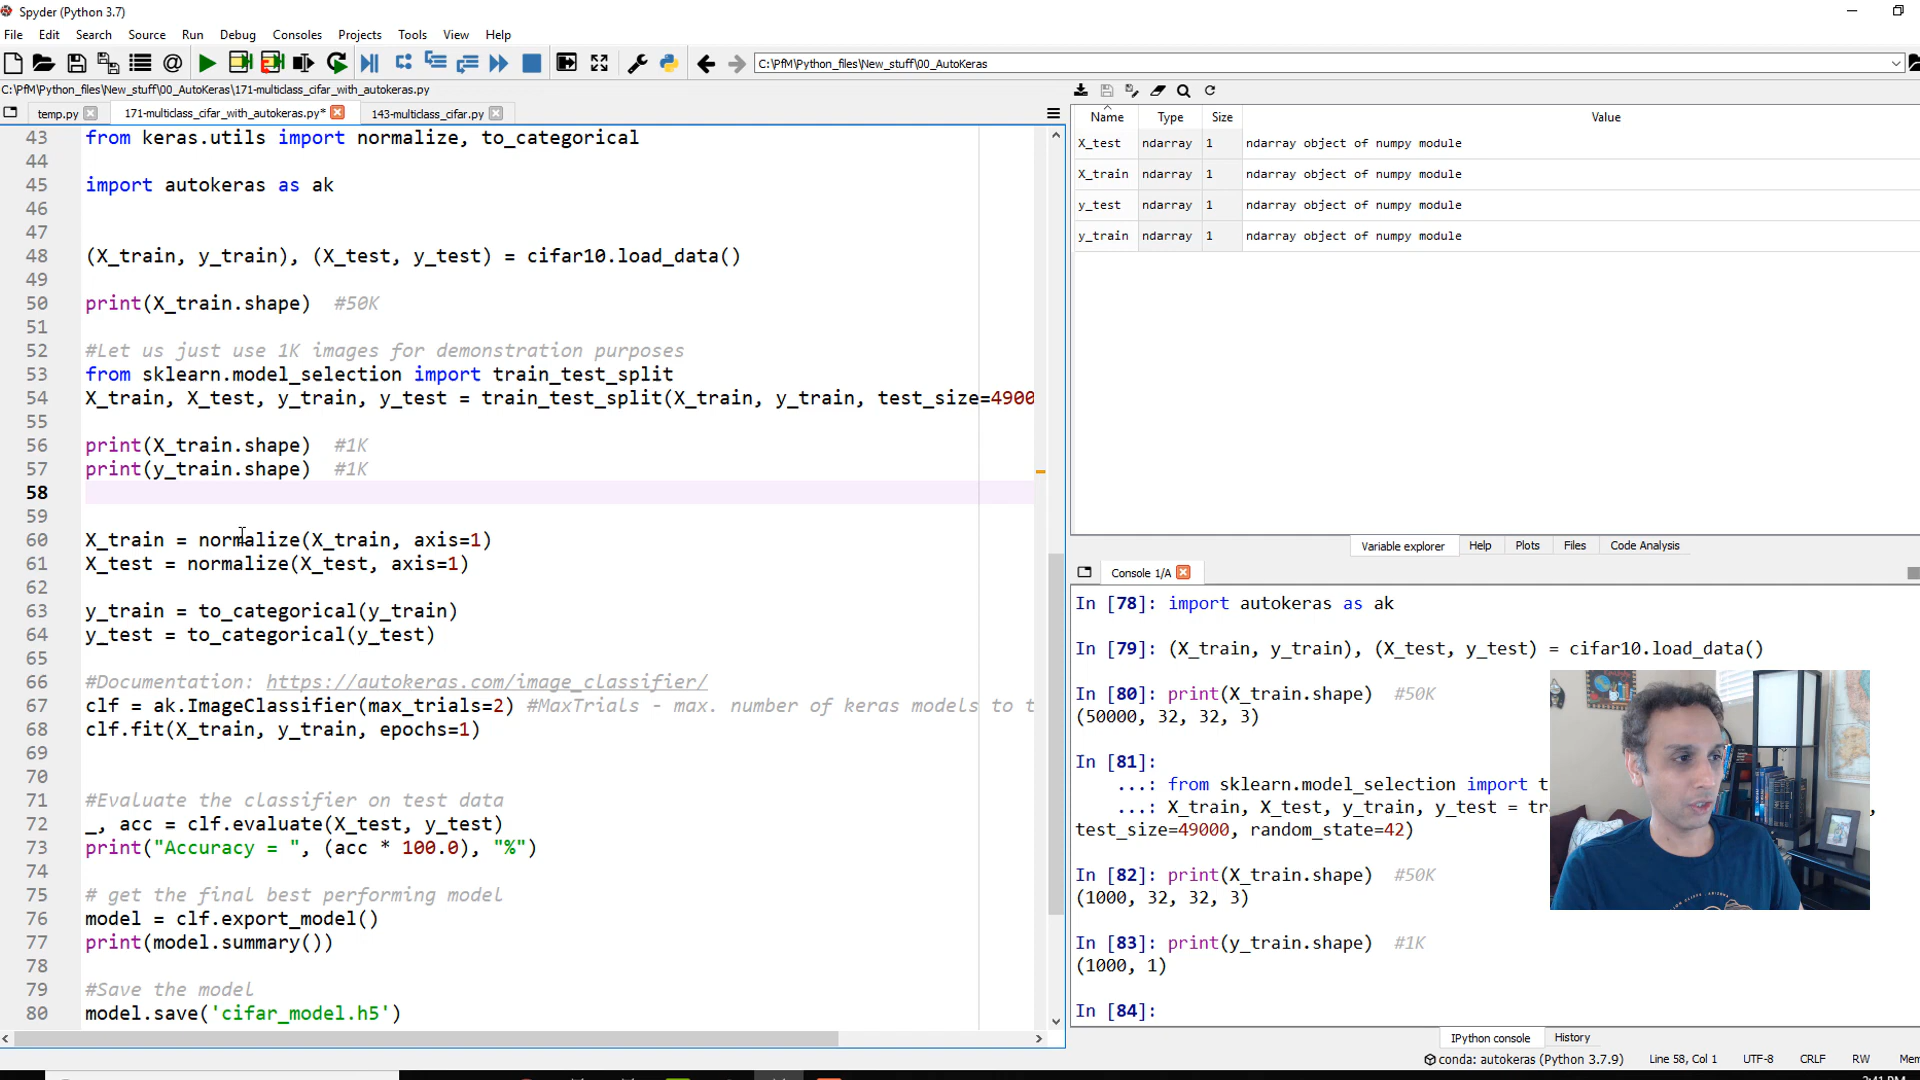 Spyder (Python 3.7)
File Edit Search Source Run Debug Consoles Projects Tools View Help
C:\PfM\Python_files\New_stuff\00_AutoKeras
C:\PfM\Python_files\New_stuff\00_AutoKeras\171-multiclass_cifar_with_autokeras.py
temp.py 171-multiclass_cifar_with_autokeras.py* 143-multiclass_cifar.py
43 from keras.utils import normalize, to_categorical
44
45 import autokeras as ak
46
47
48 (X_train, y_train), (X_test, y_test) = cifar10.load_data()
49
50 print(X_train.shape) #50K
51
52 #Let us just use 1K images for demonstration purposes
53 from sklearn.model_selection import train_test_split
54 X_train, X_test, y_train, y_test = train_test_split(X_train, y_train, test_size=4900
55
56 print(X_train.shape) #1K
57 print(y_train.shape) #1K
58
59
60 X_train = normalize(X_train, axis=1)
61 X_test = normalize(X_test, axis=1)
62
63 y_train = to_categorical(y_train)
64 y_test = to_categorical(y_test)
65
66 #Documentation: https://autokeras.com/image_classifier/
67 clf = ak.ImageClassifier(max_trials=2) #MaxTrials - max. number of keras models to t
68 clf.fit(X_train, y_train, epochs=1)
69
70
71 #Evaluate the classifier on test data
72 _, acc = clf.evaluate(X_test, y_test)
73 print("Accuracy = ", (acc * 100.0), "%")
74
75 # get the final best performing model
76 model = clf.export_model()
77 print(model.summary())
78
79 #Save the model
80 model.save('cifar_model.h5')
Name Type Size Value
X_test ndarray 1 ndarray object of numpy module
X_train ndarray 1 ndarray object of numpy module
y_test ndarray 1 ndarray object of numpy module
y_train ndarray 1 ndarray object of numpy module
Variable explorer Help Plots Files Code Analysis
Console 1/A
In [78]: import autokeras as ak
In [79]: (X_train, y_train), (X_test, y_test) = cifar10.load_data()
In [80]: print(X_train.shape) #50K
(50000, 32, 32, 3)
In [81]:
...: from sklearn.model_selection import t
...: X_train, X_test, y_train, y_test = tr ,
test_size=49000, random_state=42)
In [82]: print(X_train.shape) #50K
(1000, 32, 32, 3)
In [83]: print(y_train.shape) #1K
(1000, 1)
In [84]:
IPython console History
conda: autokeras (Python 3.7.9) Line 58, Col 1 UTF-8 CRLF RW Mem